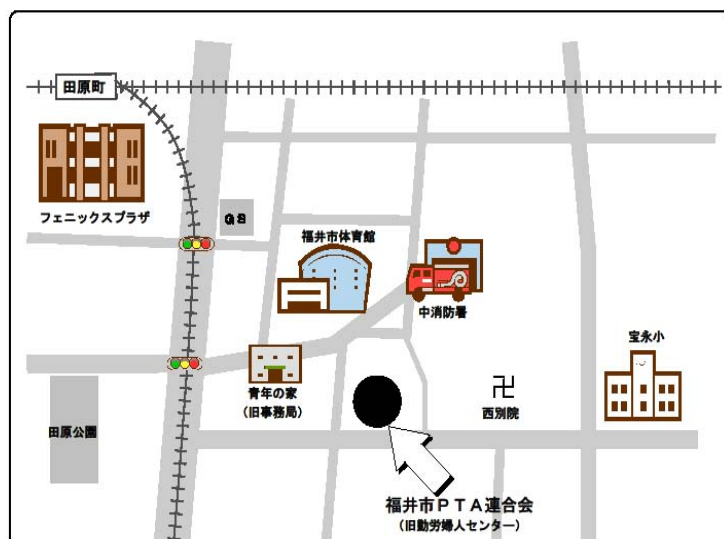 田原町
フェニックスプラザ
GS
福井市体育館
中消防署
宝永小
青年の家
(旧事務局)
卍
西別院
田原公園
福井市PTA連合会
(旧勤労婦人センター)